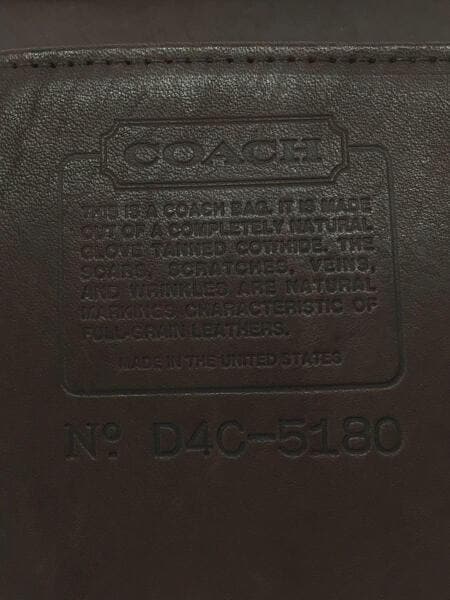 COACH
THIS IS A COACH BAG. IT IS MADE
OUT OF A COMPLETELY NATURAL
GLOVE TANNED COWHIDE. THE
SCARS, SCRATCHES, VEINS,
AND WRINKLES ARE NATURAL
MARKINGS CHARACTERISTIC OF
FULL-GRAIN LEATHERS.
MADE IN THE UNITED STATES
Nº D4C-5180